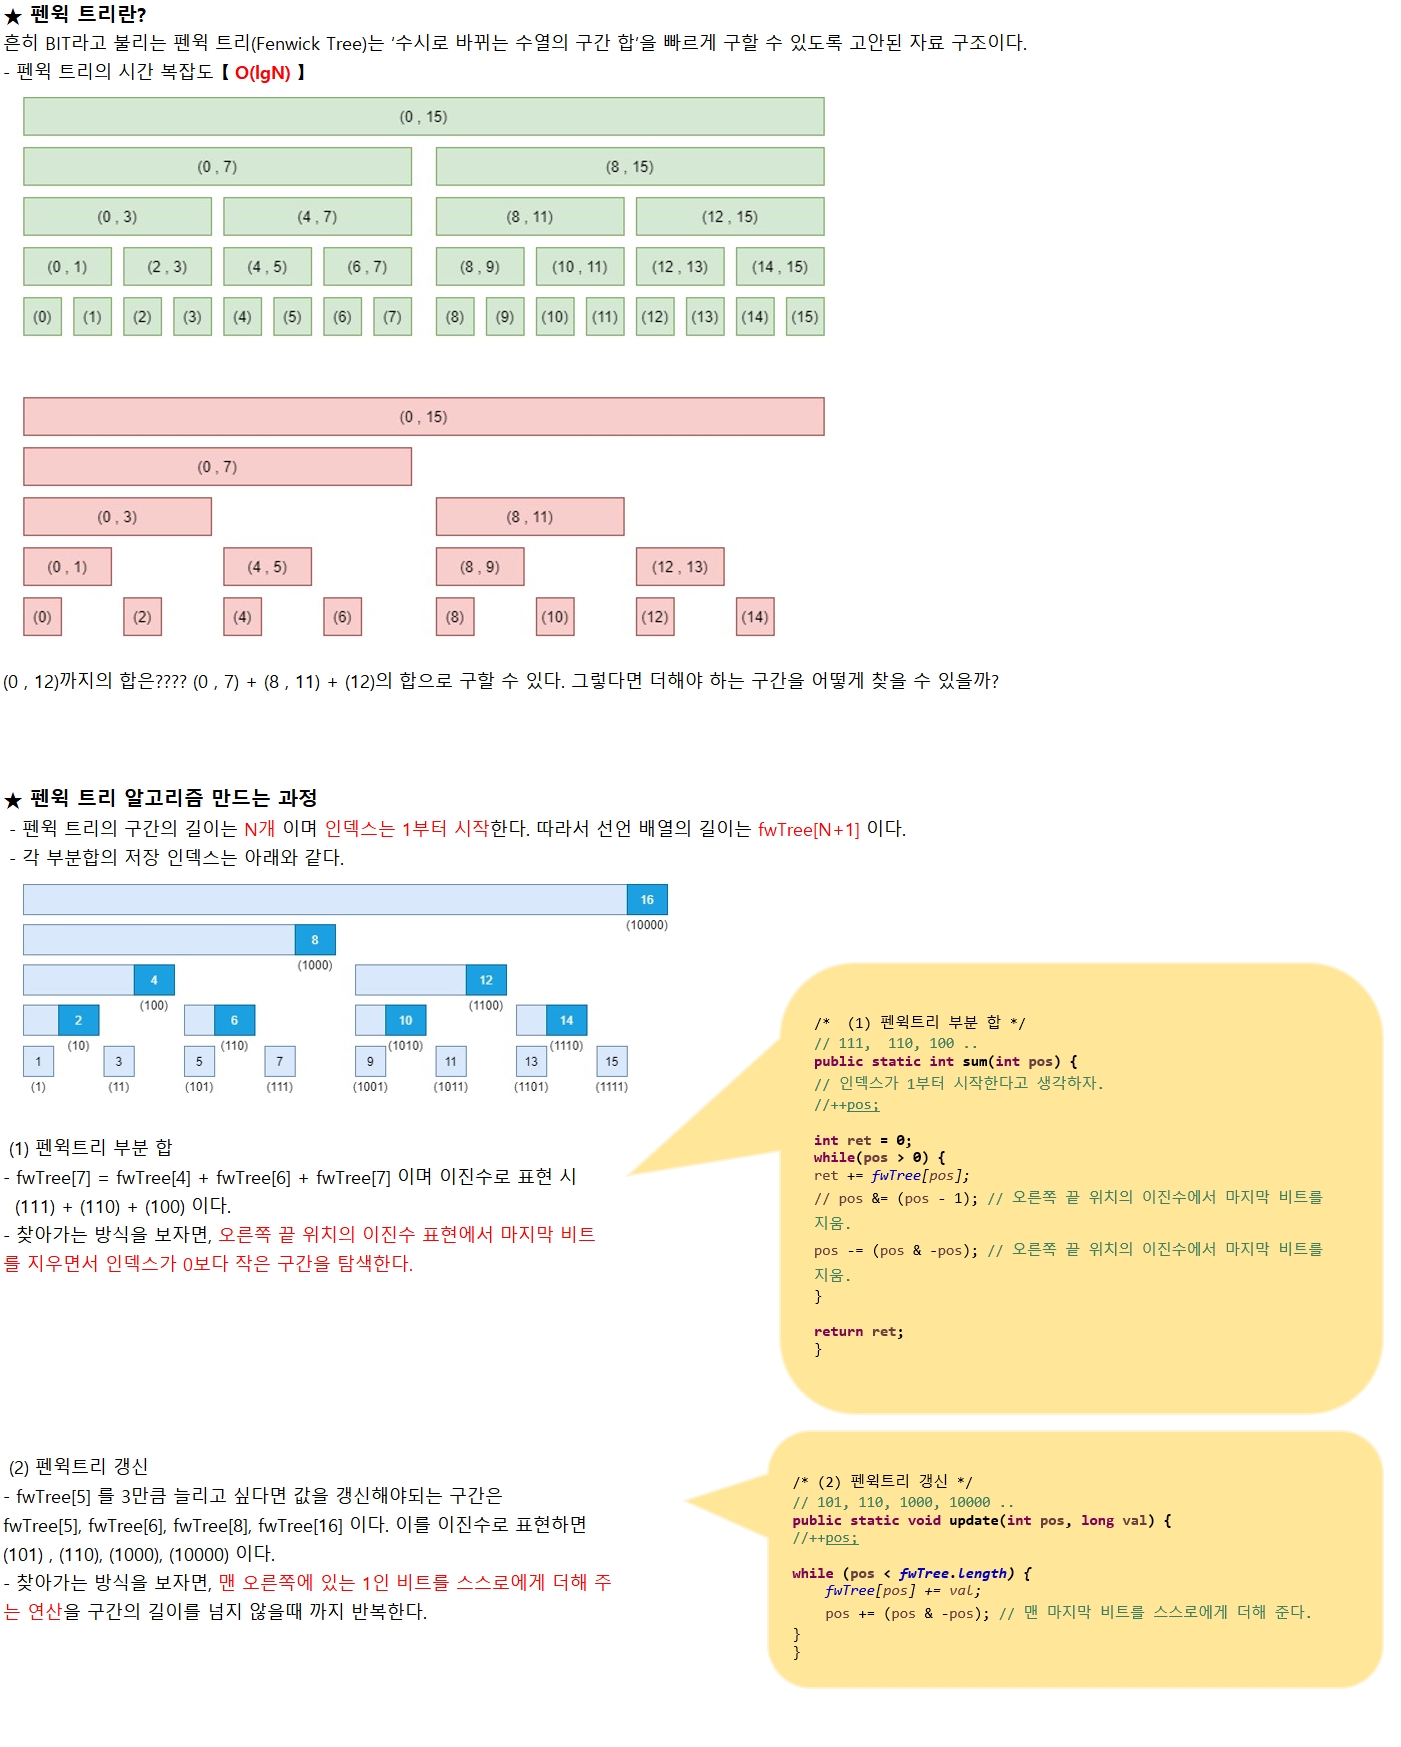 ★ 펜윅 트리란?
흔히 BIT라고 불리는 펜윅 트리(Fenwick Tree)는 '수시로 바뀌는 수열의 구간 합'을 빠르게 구할 수 있도록 고안된 자료 구조이다.
- 펜윅 트리의 시간 복잡도【 O(lgN) 】
(0 , 15)
(0 , 7) (8 , 15)
(0 , 3) (4 , 7) (8 , 11) (12 , 15)
(0 , 1) (2 , 3) (4 , 5) (6 , 7) (8 , 9) (10 , 11) (12 , 13) (14 , 15)
(0) (1) (2) (3) (4) (5) (6) (7) (8) (9) (10) (11) (12) (13) (14) (15)
(0 , 15)
(0 , 7)
(0 , 3) (8 , 11)
(0 , 1) (4 , 5) (8 , 9) (12 , 13)
(0) (2) (4) (6) (8) (10) (12) (14)
(0 , 12)까지의 합은???? (0 , 7) + (8 , 11) + (12)의 합으로 구할 수 있다. 그렇다면 더해야 하는 구간을 어떻게 찾을 수 있을까?
★ 펜윅 트리 알고리즘 만드는 과정
- 펜윅 트리의 구간의 길이는 N개 이며 인덱스는 1부터 시작한다. 따라서 선언 배열의 길이는 fwTree[N+1] 이다.
- 각 부분합의 저장 인덱스는 아래와 같다.
16
(10000)
8
(1000)
4 12
(100) (1100)
2 6 10 14
(10) (110) (1010) (1110)
1 3 5 7 9 11 13 15
(1) (11) (101) (111) (1001) (1011) (1101) (1111)
(1) 펜윅트리 부분 합
- fwTree[7] = fwTree[4] + fwTree[6] + fwTree[7] 이며 이진수로 표현 시
(111) + (110) + (100) 이다.
- 찾아가는 방식을 보자면, 오른쪽 끝 위치의 이진수 표현에서 마지막 비트
를 지우면서 인덱스가 0보다 작은 구간을 탐색한다.
/* (1) 펜윅트리 부분 합 */
// 111, 110, 100 ..
public static int sum(int pos) {
// 인덱스가 1부터 시작한다고 생각하자.
//++pos;
int ret = 0;
while(pos > 0) {
ret += fwTree[pos];
// pos &= (pos - 1); // 오른쪽 끝 위치의 이진수에서 마지막 비트를
지움.
pos -= (pos & -pos); // 오른쪽 끝 위치의 이진수에서 마지막 비트를
지움.
}
return ret;
}
(2) 펜윅트리 갱신
- fwTree[5] 를 3만큼 늘리고 싶다면 값을 갱신해야되는 구간은
fwTree[5], fwTree[6], fwTree[8], fwTree[16] 이다. 이를 이진수로 표현하면
(101) , (110), (1000), (10000) 이다.
- 찾아가는 방식을 보자면, 맨 오른쪽에 있는 1인 비트를 스스로에게 더해 주
는 연산을 구간의 길이를 넘지 않을때 까지 반복한다.
/* (2) 펜윅트리 갱신 */
// 101, 110, 1000, 10000 ..
public static void update(int pos, long val) {
//++pos;
while (pos < fwTree.length) {
fwTree[pos] += val;
pos += (pos & -pos); // 맨 마지막 비트를 스스로에게 더해 준다.
}
}